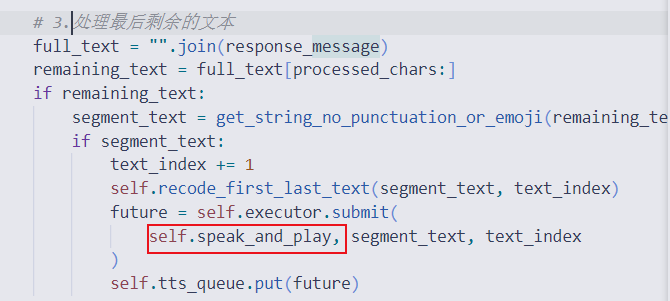 # 3.处理最后剩余的文本
full_text = "".join(response_message)
remaining_text = full_text[processed_chars:]
if remaining_text:
segment_text = get_string_no_punctuation_or_emoji(remaining_te
if segment_text:
text_index += 1
self.recode_first_last_text(segment_text, text_index)
future = self.executor.submit(
self.speak_and_play, segment_text, text_index
)
self.tts_queue.put(future)